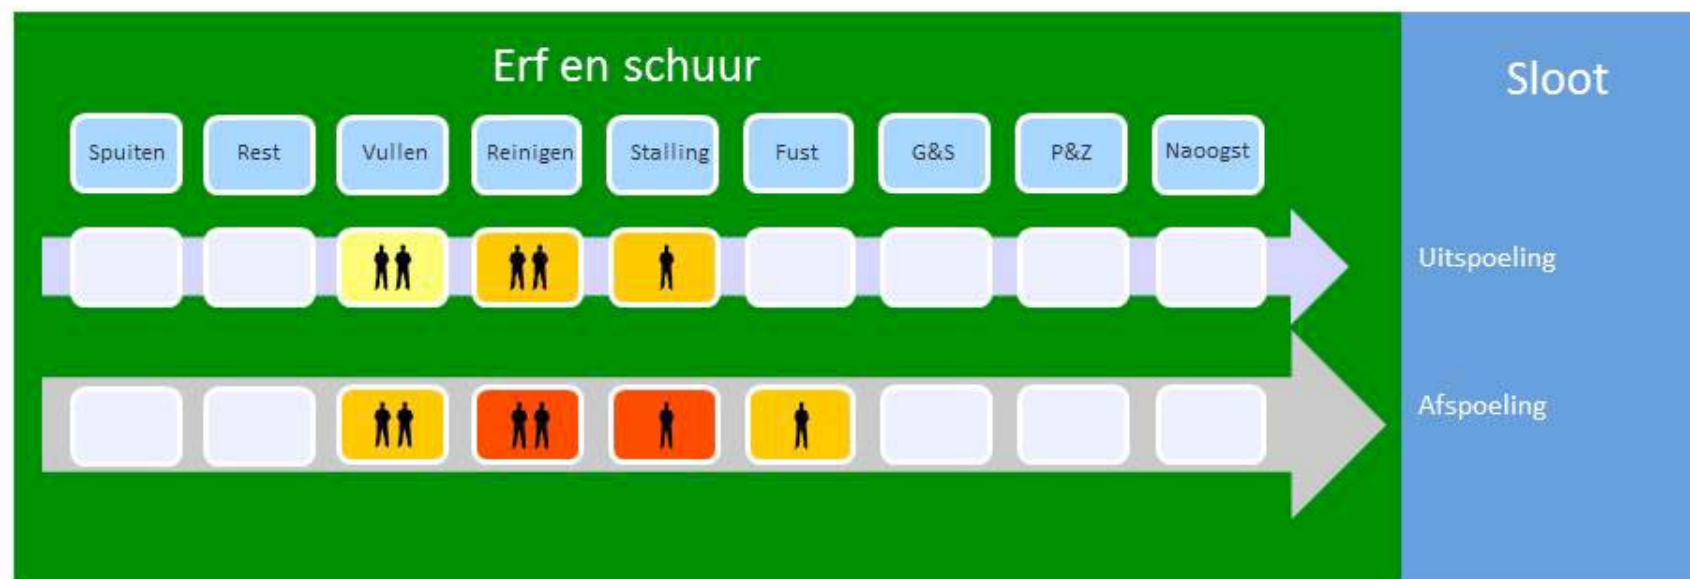 Erf en schuur
Sloot
Spuiten
Rest
Vullen
Reinigen
Stalling
Fust
G&S
P&Z
Naoogst
Uitspoeling
Afspoeling